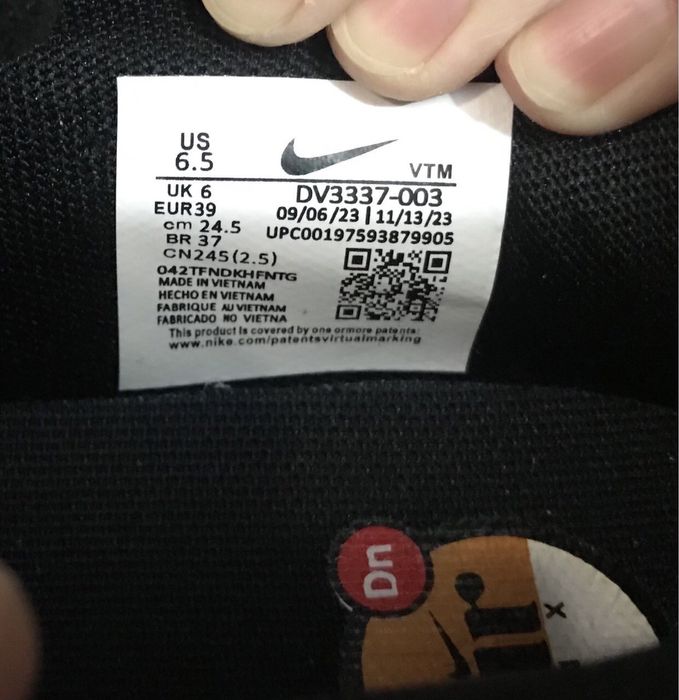 US
6.5
VTM
UK 6
EUR39
cm 24.5
BR 37
CN245(2.5)
DV3337-003
09/06/23 | 11/13/23
UPC00197593879905
042TFNDKHFNTG
MADE IN VIETNAM
HECHO EN VIETNAM
FABRIQUE AU VIETNAM
FABRICADO NO VIETNA
This product is covered by one ormore patents:
www.nike.com/patentsvirtualmarking
Dn
X